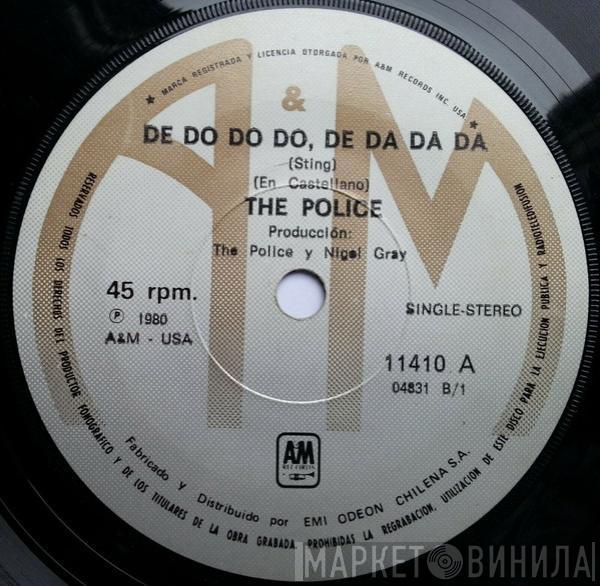 MARCA REGISTRADA Y LICENCIA OTORGADA POR A&M RECORDS INC. USA
&
AM
DE DO DO DO, DE DA DA DA
(Sting)
(En Castellano)
THE POLICE
Producción:
The Police y Nigel Gray
45 rpm.
Ⓟ 1980
A&M - USA
SINGLE-STEREO
11410 A
04831 B/1
A&M
RECORDS
Fabricado y Distribuido por EMI ODEON CHILENA S.A.
RESERVADOS TODOS LOS DERECHOS DEL PRODUCTOR FONOGRAFICO Y DE LOS TITULARES DE LA OBRA GRABADA. PROHIBIDAS LA REGRABACION, UTILIZACION DE ESTE DISCO PARA LA EJECUCION PUBLICA Y RADIOTELEDIFUSION
МАРКЕТ ВИНИЛА